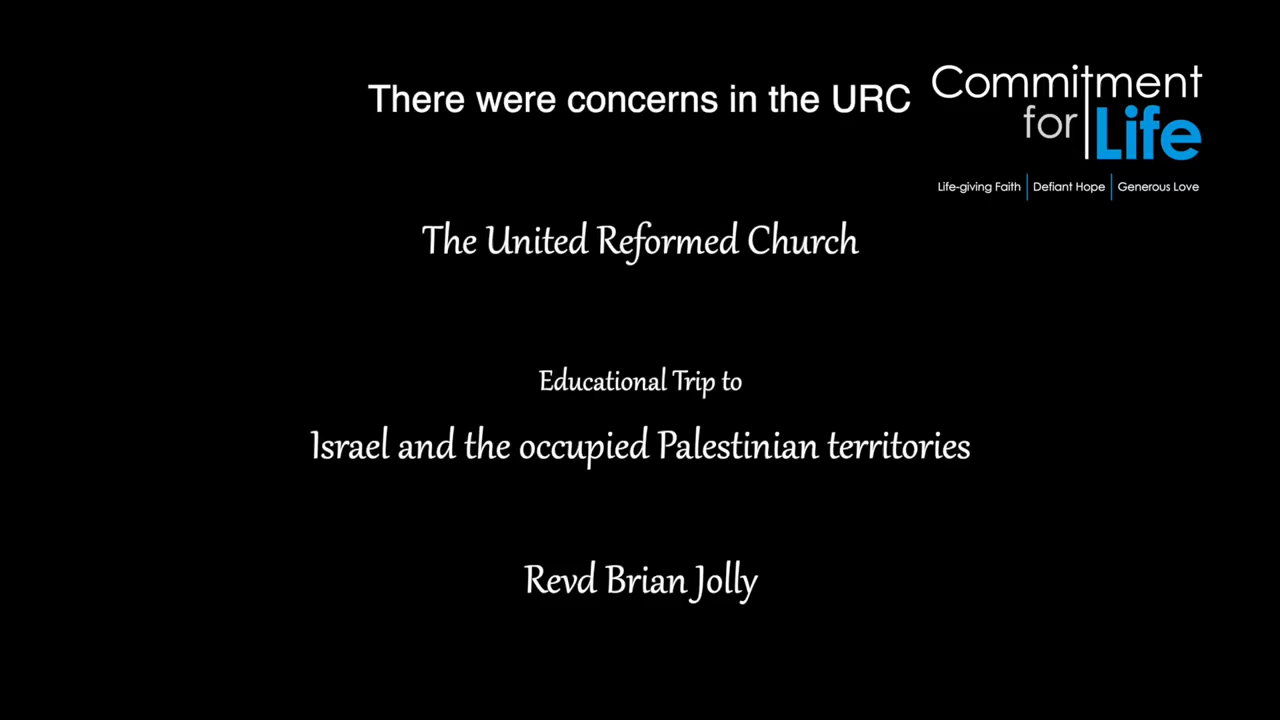 There were concerns in the URC
Commitment
for Life
Life-giving Faith | Defiant Hope | Generous Love
The United Reformed Church
Educational Trip to
Israel and the occupied Palestinian territories
Revd Brian Jolly